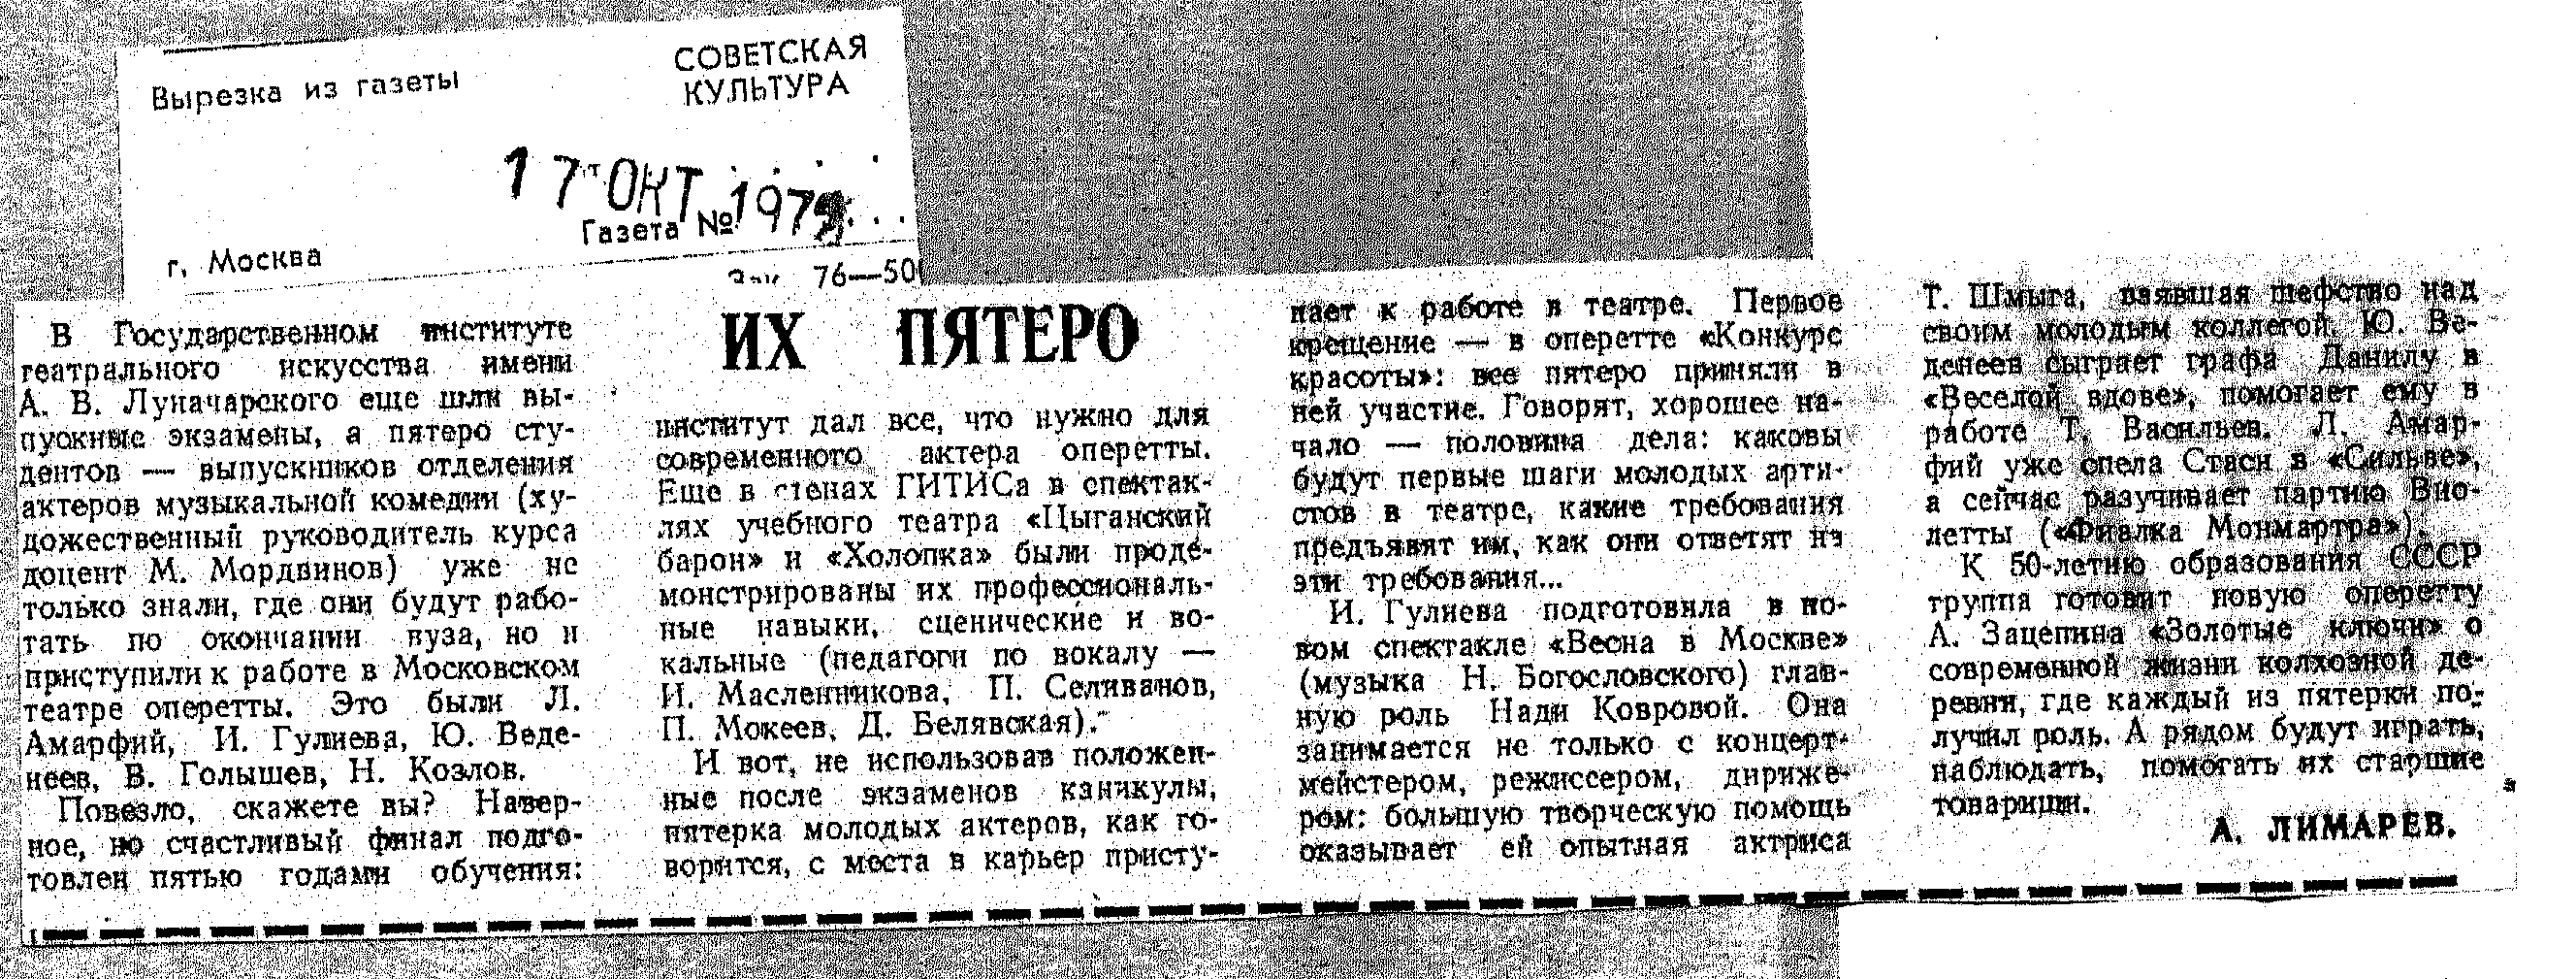 Вырезка из газеты
СОВЕТСКАЯ
КУЛЬТУРА
17 ОКТ 197
Газета №
г. Москва
76—50
ИХ ПЯТЕРО
В Государственном институте
театрального искусства имени
А. В. Луначарского еще шли вы-
пускные экзамены, а пятеро сту-
дентов — выпускников отделения
актеров музыкальной комедии (ху-
дожественный руководитель курса
доцент М. Мордвинов) уже не
только знали, где они будут рабо-
тать по окончании вуза, но и
приступили к работе в Московском
театре оперетты. Это были Л.
Амарфий, И. Гулиева, Ю. Веде-
неев, В. Голышев, Н. Козлов.
Повезло, скажете вы? Навер-
ное, но счастливый финал подго-
товлен пятью годами обучения:
институт дал все, что нужно для
современного актера оперетты.
Еще в стенах ГИТИСа в спектак-
лях учебного театра «Цыганский
барон» и «Холопка» были проде-
монстрированы их профессиональ-
ные навыки, сценические и во-
кальные (педагоги по вокалу —
И. Масленникова, П. Селиванов,
П. Мокеев, Д. Белявская).
И вот, не использовав положен-
ные после экзаменов каникулы,
пятерка молодых актеров, как го-
ворится, с места в карьер присту-
пает к работе в театре. Первое
крещение — в оперетте «Конкурс
красоты»: все пятеро приняли в
ней участие. Говорят, хорошее на-
чало — половина дела: каковы
будут первые шаги молодых арти-
стов в театре, какие требования
предъявят им, как они ответят на
эти требования...
И. Гулиева подготовила в но-
вом спектакле «Весна в Москве»
(музыка Н. Богословского) глав-
ную роль Нади Ковровой. Она
занимается не только с концерт-
мейстером, режиссером, дириже-
ром: большую творческую помощь
оказывает ей опытная актриса
Т. Шмыга, взявшая шефство над
своим молодым коллегой. Ю. Ве-
денеев сыграет графа Данилу в
«Веселой вдове», помогает ему в
работе Т. Васильев. Л. Амар-
фий уже спела Стаси в «Сильве»,
а сейчас разучивает партию Вио-
летты («Фиалка Монмартра»).
К 50-летию образования СССР
труппа готовит новую оперетту
А. Зацепина «Золотые ключи» о
современной жизни колхозной де-
ревни, где каждый из пятерки по-
лучил роль. А рядом будут играть,
наблюдать, помогать их старшие
товарищи.
А. ЛИМАРЕВ.